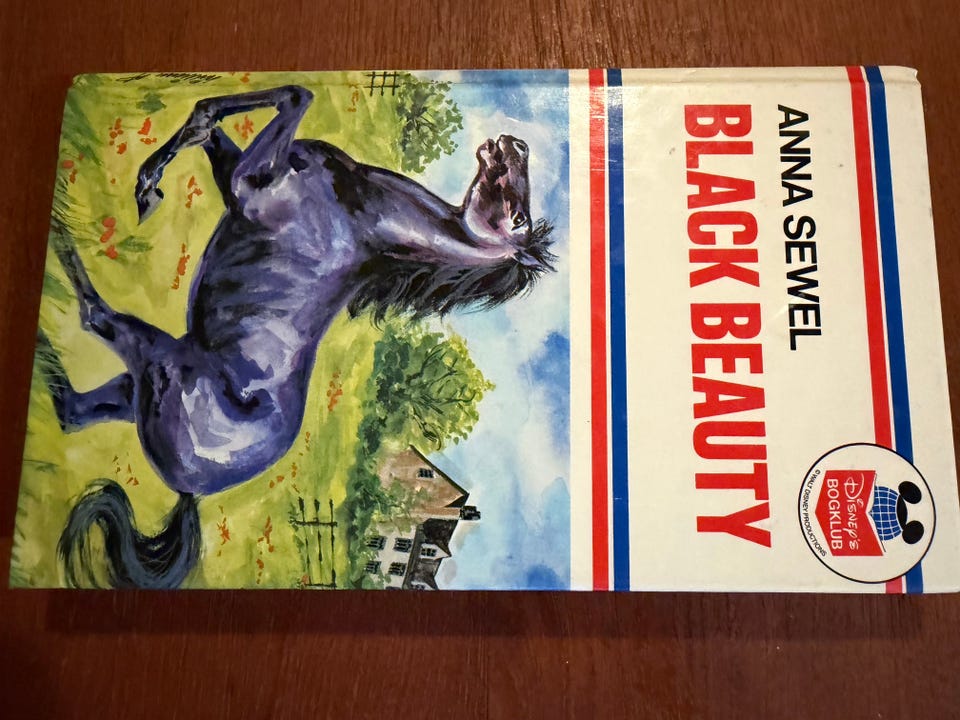 ANNA SEWEL
BLACK BEAUTY
DISNEY'S
BOGKLUB
© WALT DISNEY PRODUCTIONS